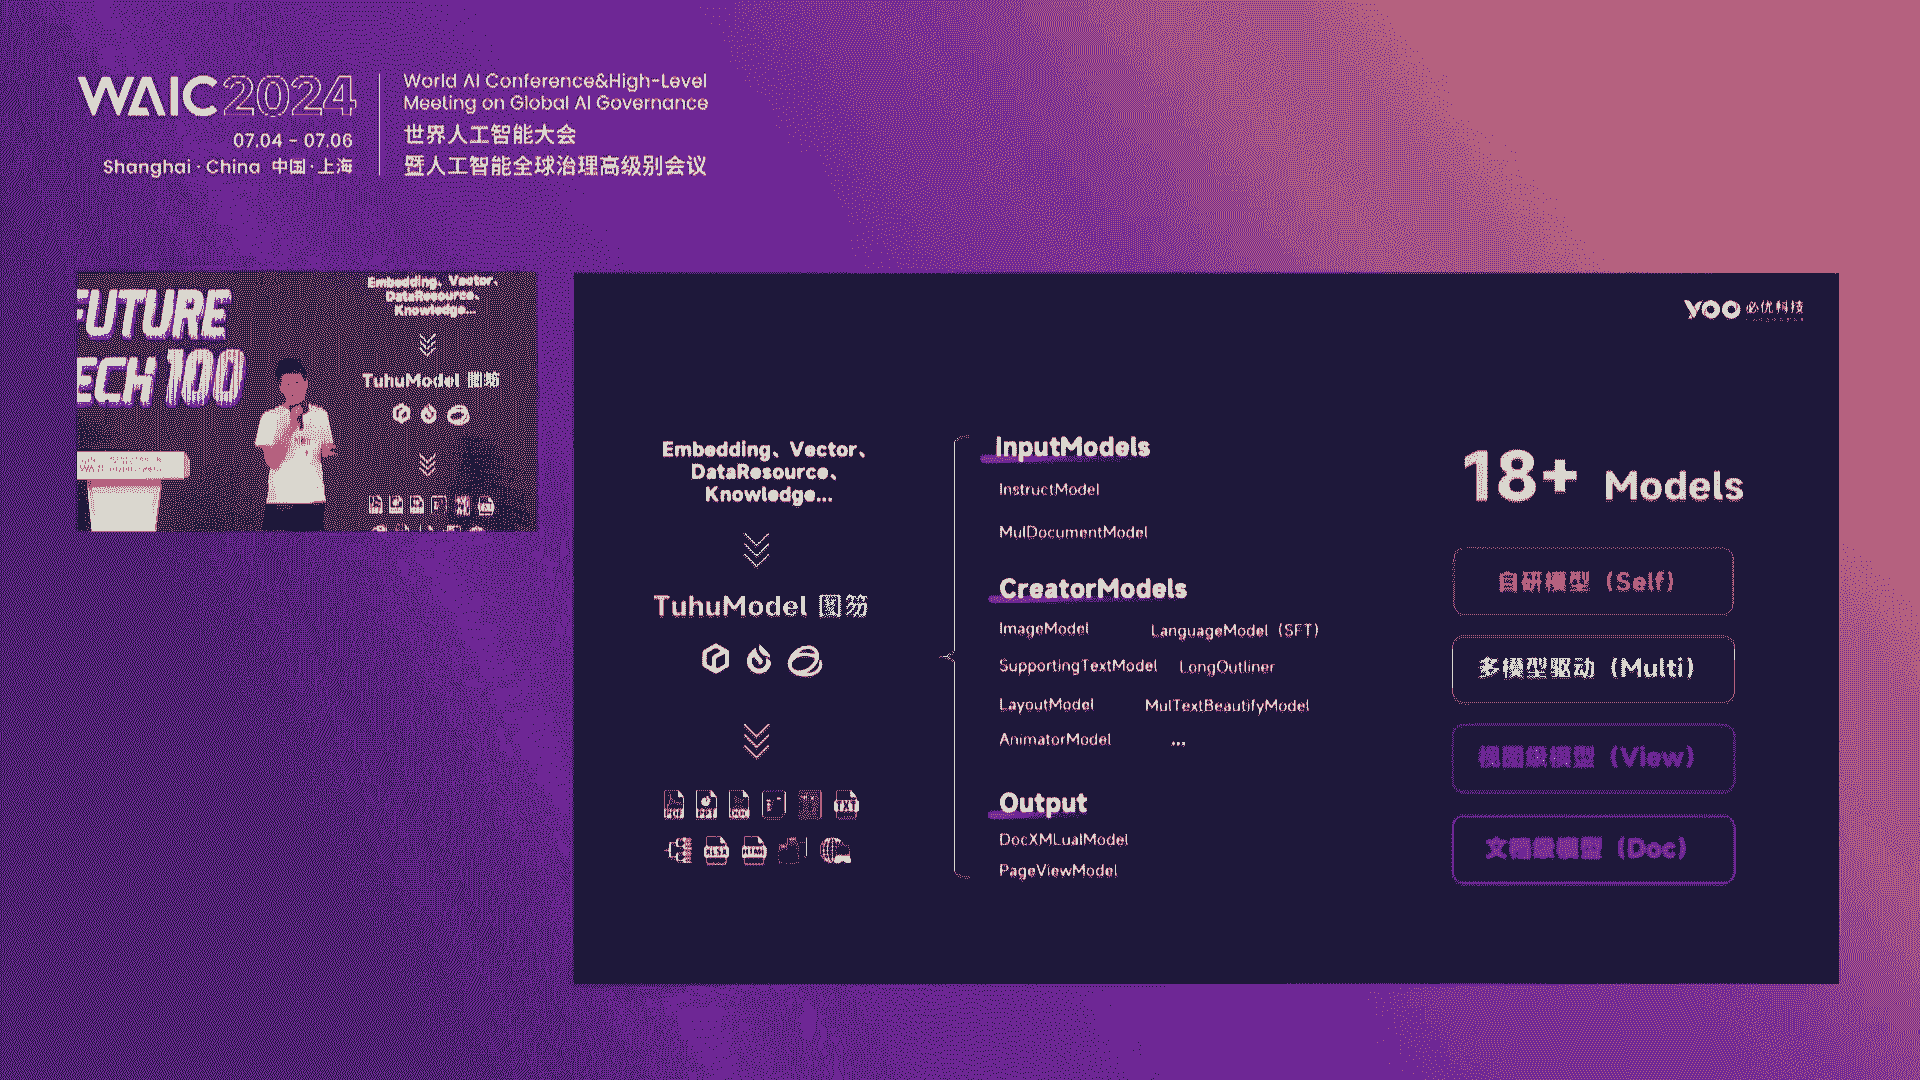 WAIC 2024
07.04 - 07.06
Shanghai · China 中国·上海
World AI Conference&High-Level
Meeting on Global AI Governance
世界人工智能大会
暨人工智能全球治理高级别会议
FUTURE
ECH 100
Embedding、Vector、
DataResource、
Knowledge...
TuhuModel 图笏
yoo 必优科技
Embedding、Vector、
DataResource、
Knowledge...
TuhuModel 图笏
PDF PPT TXT
XLSX HTML
InputModels
InstructModel
MulDocumentModel
CreatorModels
ImageModel LanguageModel（SFT）
SupportingTextModel LongOutliner
LayoutModel MulTextBeautifyModel
AnimatorModel ...
Output
DocXMLualModel
PageViewModel
18+ Models
自研模型（Self）
多模型驱动（Multi）
视图级模型（View）
文档级模型（Doc）